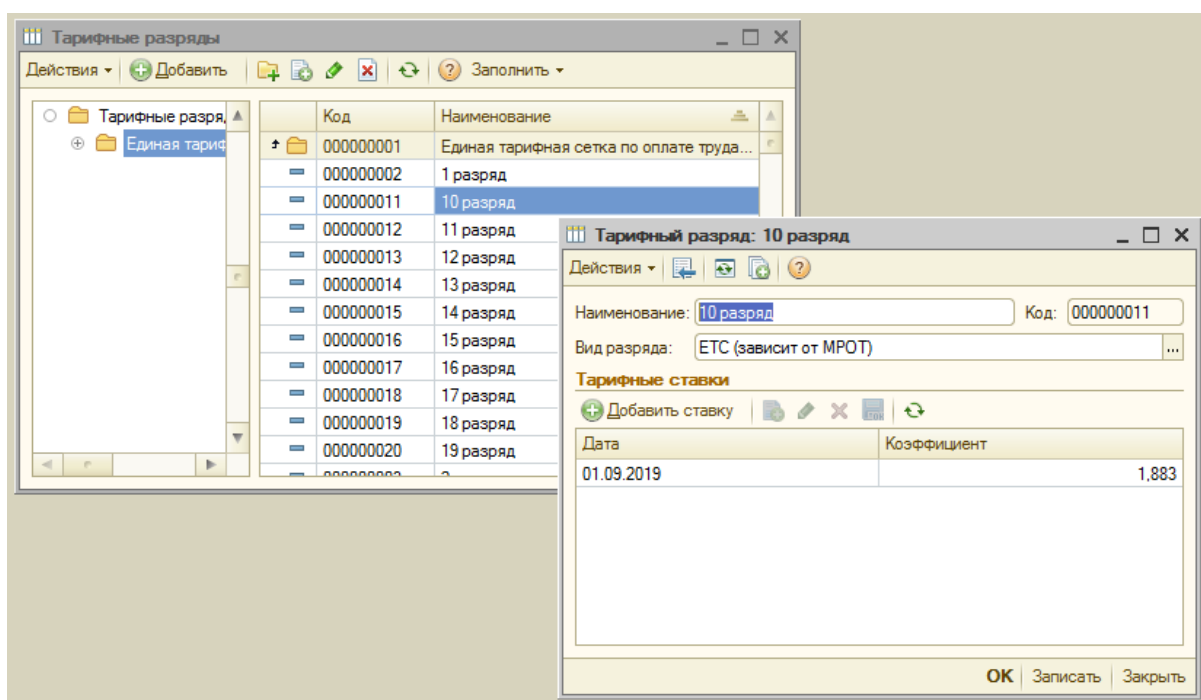 Тарифные разряды
Действия Добавить Заполнить
Тарифные разря
Единая тариф
Код Наименование
000000001 Единая тарифная сетка по оплате труда...
000000002 1 разряд
000000011 10 разряд
000000012 11 разряд
000000013 12 разряд
000000014 13 разряд
000000015 14 разряд
000000016 15 разряд
000000017 16 разряд
000000018 17 разряд
000000019 18 разряд
000000020 19 разряд
Тарифный разряд: 10 разряд
Действия
Наименование: 10 разряд Код: 000000011
Вид разряда: ЕТС (зависит от МРОТ) ...
Тарифные ставки
Добавить ставку
Дата Коэффициент
01.09.2019 1,883
OK Записать Закрыть